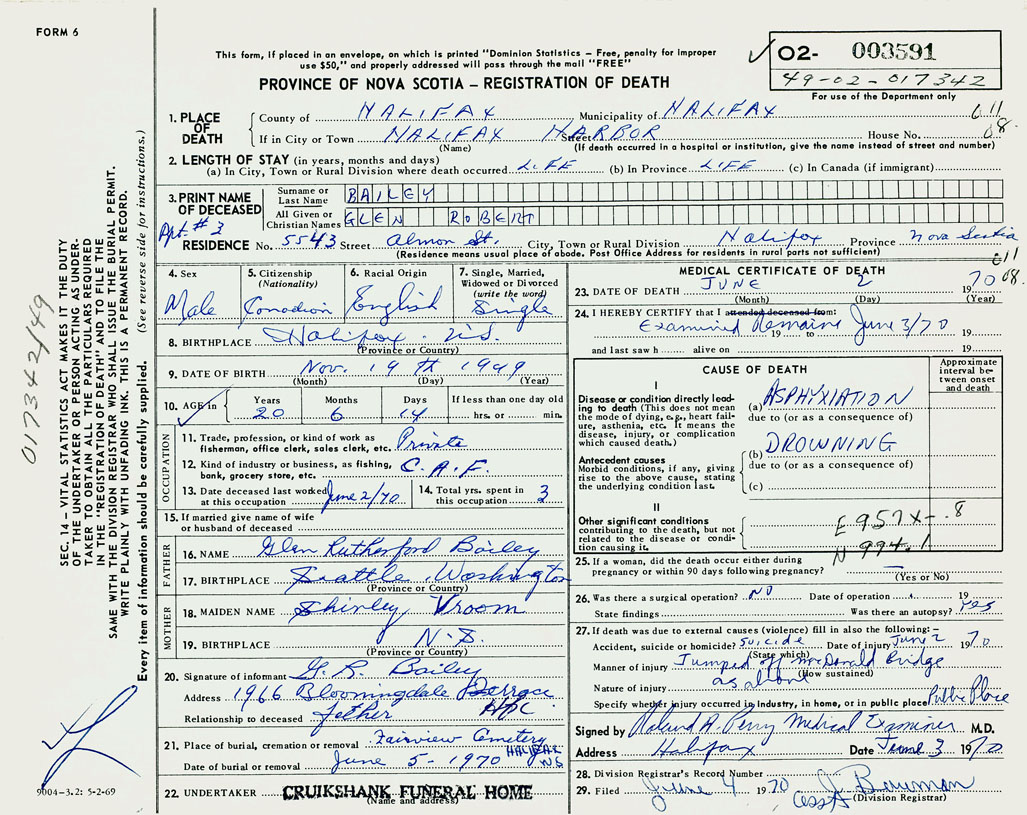 FORM 6
This form, if placed in an envelope, on which is printed "Dominion Statistics – Free, penalty for improper
use $50," and properly addressed will pass through the mail "FREE"
O2- 003591
49-02-017342
For use of the Department only
PROVINCE OF NOVA SCOTIA – REGISTRATION OF DEATH
1. PLACE OF DEATH
County of HALIFAX Municipality of HALIFAX 011
If in City or Town HALIFAX HARBOR Street House No. 08.
(Name) (If death occurred in a hospital or institution, give the name instead of street and number)
2. LENGTH OF STAY (in years, months and days)
(a) In City, Town or Rural Division where death occurred LIFE (b) In Province LIFE (c) In Canada (if immigrant)
3. PRINT NAME OF DECEASED
Surname or Last Name BAILEY
All Given or Christian Names GLEN ROBERT
Apt. # 3
RESIDENCE No. 5543 Street Almon St. City, Town or Rural Division Halifax Province Nova Scotia
(Residence means usual place of abode. Post Office Address for residents in rural parts not sufficient)
011
08
4. Sex 5. Citizenship (Nationality) 6. Racial Origin 7. Single, Married, Widowed or Divorced (write the word)
Male Canadian English Single
8. BIRTHPLACE Halifax N.S.
(Province or Country)
9. DATE OF BIRTH Nov. 19th 1949
(Month) (Day) (Year)
10. AGE in Years Months Days If less than one day old
20 6 14 hrs. or min.
OCCUPATION
11. Trade, profession, or kind of work as fisherman, office clerk, sales clerk, etc. Private
12. Kind of industry or business, as fishing, bank, grocery store, etc. C.A.F.
13. Date deceased last worked at this occupation June 2/70 14. Total yrs. spent in this occupation 3
15. If married give name of wife or husband of deceased
FATHER
16. NAME Glen Rutherford Bailey
17. BIRTHPLACE Seattle Washington
(Province or Country)
MOTHER
18. MAIDEN NAME Shirley Vroom
19. BIRTHPLACE N.S.
(Province or Country)
20. Signature of informant G. R. Bailey
Address 1966 Bloomingdale Terrace Hfx
Relationship to deceased father
21. Place of burial, cremation or removal Fairview Cemetery
Date of burial or removal June 5 - 1970 HALIFAX N.S.
22. UNDERTAKER CRUIKSHANK FUNERAL HOME
(Name and address)
MEDICAL CERTIFICATE OF DEATH
23. DATE OF DEATH JUNE 2 1970
(Month) (Day) (Year)
24. I HEREBY CERTIFY that I attended deceased from:
Examined Remains June 3/70
19 to 19
and last saw h alive on 19
CAUSE OF DEATH
Approximate interval between onset and death
I
Disease or condition directly leading to death (This does not mean the mode of dying, e.g., heart failure, asthenia, etc. It means the disease, injury, or complication which caused death.)
(a) ASPHYXIATION
due to (or as a consequence of)
Antecedent causes
Morbid conditions, if any, giving rise to the above cause, stating the underlying condition last.
(b) DROWNING
due to (or as a consequence of)
(c)
II
Other significant conditions contributing to the death, but not related to the disease or condition causing it.
E957X-.8
N 994.1
25. If a woman, did the death occur either during pregnancy or within 90 days following pregnancy? —
(Yes or No)
26. Was there a surgical operation? NO Date of operation 19
State findings Was there an autopsy? Yes
27. If death was due to external causes (violence) fill in also the following: –
Accident, suicide or homicide? Suicide Date of injury June 2 1970
(State which)
Manner of injury Jumped off McDonald Bridge
(How sustained)
Nature of injury as above
Specify whether injury occurred in Industry, in home, or in public place Public Place
Signed by Roland A. Perry Medical Examiner M.D.
Address Halifax Date June 3 1970
28. Division Registrar's Record Number
29. Filed June 4 1970 J. Bauman
(Division Registrar)
017342/49
SEC. 14 – VITAL STATISTICS ACT MAKES IT THE DUTY
OF THE UNDERTAKER OR PERSON ACTING AS UNDER-
TAKER TO OBTAIN ALL THE PARTICULARS REQUIRED
IN THE "REGISTRATION OF DEATH" AND TO FILE THE
SAME WITH THE DIVISION REGISTRAR WHO SHALL ISSUE THE BURIAL PERMIT.
WRITE PLAINLY WITH UNFADING INK. THIS IS A PERMANENT RECORD.
Every item of information should be carefully supplied. (See reverse side for instructions.)
9004-3.2: 5-2-69